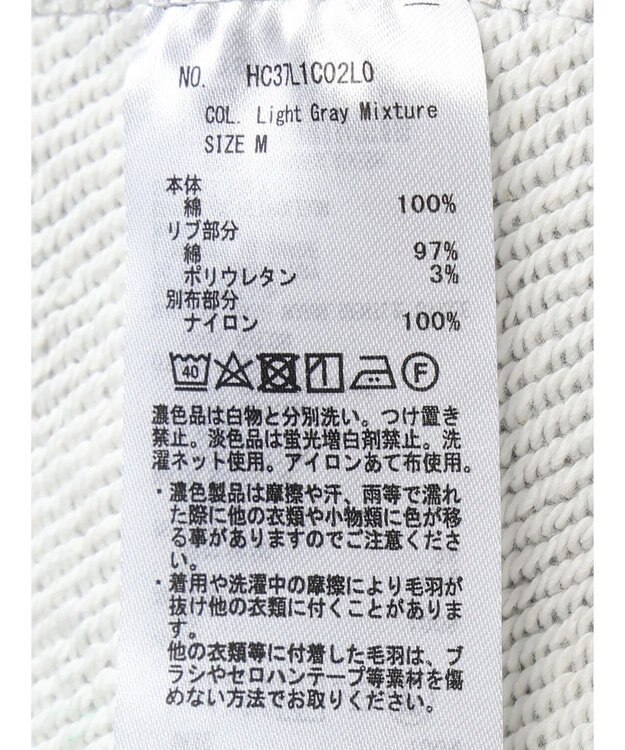 NO. HC37L1C02L0
COL. Light Gray Mixture
SIZE M
本体
綿 100%
リブ部分
綿 97%
ポリウレタン 3%
別布部分
ナイロン 100%
40 F
濃色品は白物と分別洗い。つけ置き
禁止。淡色品は蛍光増白剤禁止。洗
濯ネット使用。アイロンあて布使用。
・濃色製品は摩擦や汗、雨等で濡れ
た際に他の衣類や小物類に色が移
る事がありますのでご注意くださ
い。
・着用や洗濯中の摩擦により毛羽が
抜け他の衣類に付くことがありま
す。
他の衣類等に付着した毛羽は、ブ
ラシやセロハンテープ等素材を傷
めない方法でお取りください。